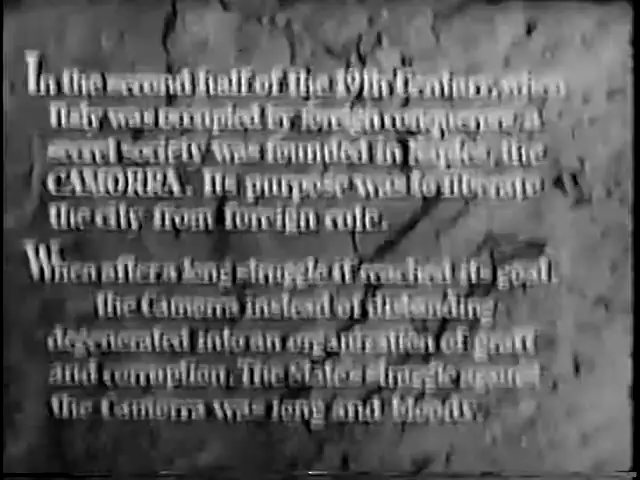 In the second half of the 19th Century, when
Italy was occupied by foreign conquerors, a
secret society was founded in Naples, the
CAMORRA. Its purpose was to liberate
the city from foreign rule.
When after a long struggle it reached its goal,
the Camorra instead of disbanding
degenerated into an organization of graft
and corruption. The State's struggle against
the Camorra was long and bloody.